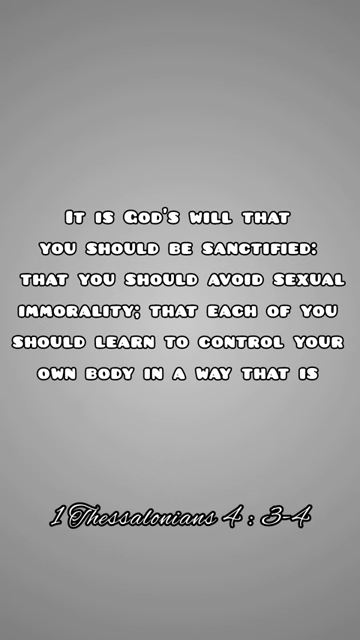 It is God's will that
you should be sanctified:
that you should avoid sexual
immorality; that each of you
should learn to control your
own body in a way that is
1 Thessalonians 4 : 3-4